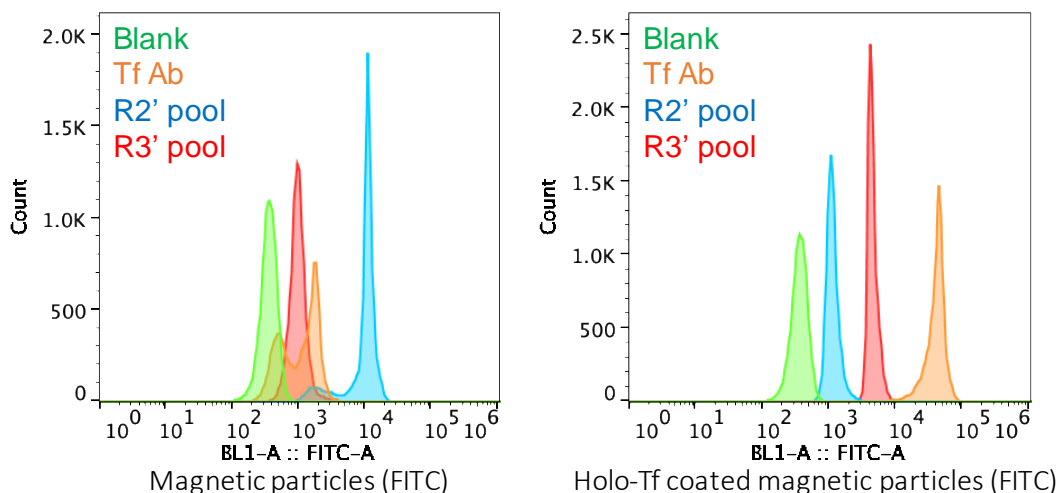 Blank
Tf Ab
R2’ pool
R3’ pool
2.0K
1.5K
1.0K
500
0
Count
10^0 10^1 10^2 10^3 10^4 10^5 10^6
BL1-A :: FITC-A
Magnetic particles (FITC)
Blank
Tf Ab
R2’ pool
R3’ pool
2.5K
2.0K
2.5K
1.0K
500
0
Count
10^0 10^1 10^2 10^3 10^4 10^5 10^6
BL1-A :: FITC-A
Holo-Tf coated magnetic particles (FITC)